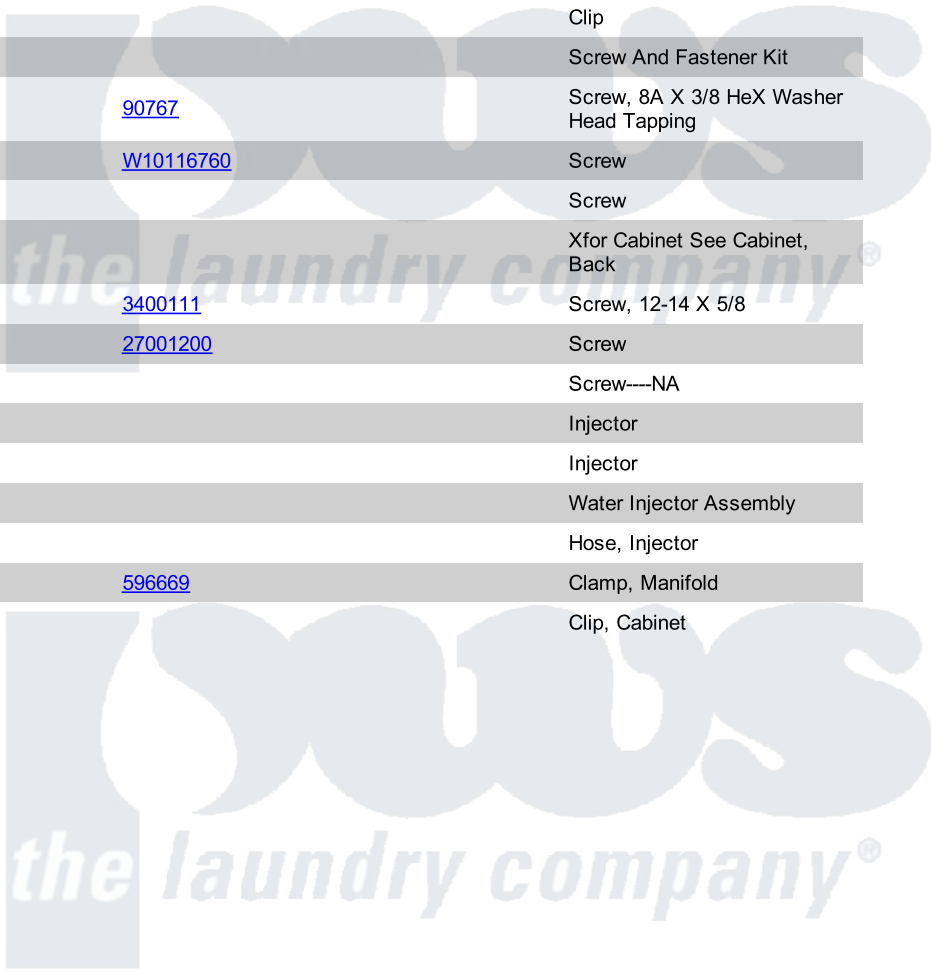 Clip
Screw And Fastener Kit
90767
Screw, 8A X 3/8 HeX Washer
Head Tapping
W10116760
Screw
Screw
Xfor Cabinet See Cabinet,
Back
3400111
Screw, 12-14 X 5/8
27001200
Screw
Screw----NA
Injector
Injector
Water Injector Assembly
Hose, Injector
596669
Clamp, Manifold
Clip, Cabinet
pws
the laundry company®
pws
the laundry company®